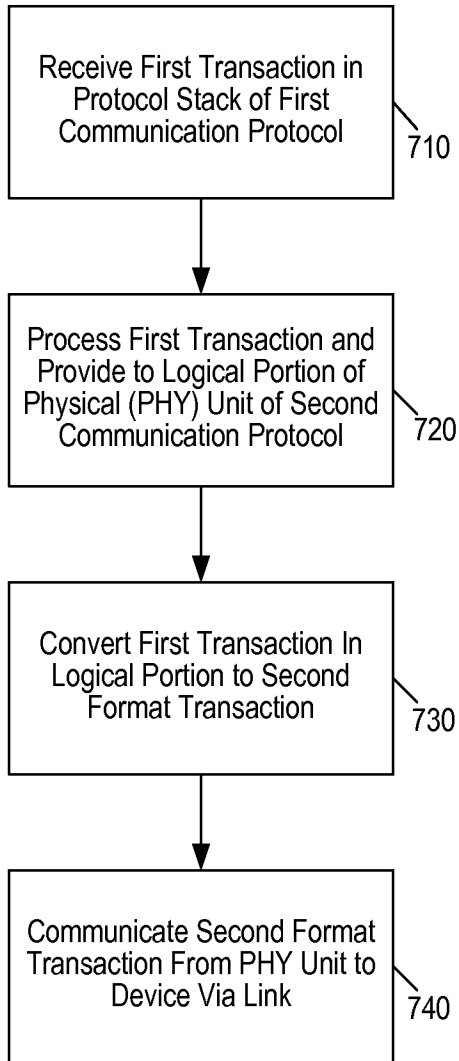 Receive First Transaction in
Protocol Stack of First
Communication Protocol
710
Process First Transaction and
Provide to Logical Portion of
Physical (PHY) Unit of Second
Communication Protocol
720
Convert First Transaction In
Logical Portion to Second
Format Transaction
730
Communicate Second Format
Transaction From PHY Unit to
Device Via Link
740